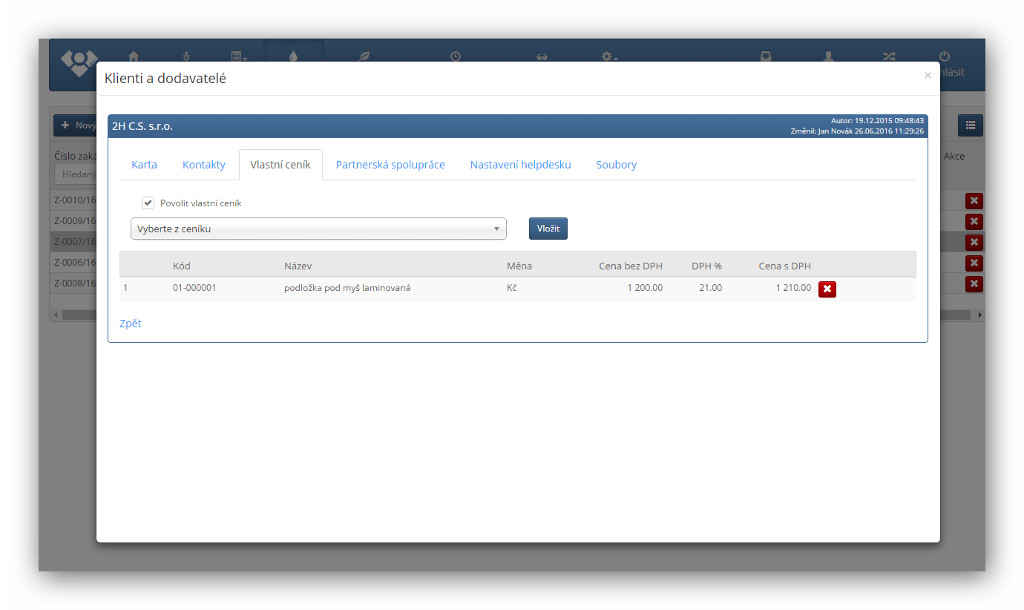 hlásit
Klienti a dodavatelé
×
Nový
Číslo zaká
Akce
Hledaný
Z-0010/16
Z-0009/16
Z-0007/16
Z-0006/16
Z-0008/16
2H C.S. s.r.o.
Autor: 19.12.2015 09:48:43
Změnil: Jan Novák 26.06.2016 11:29:26
Karta Kontakty Vlastní ceník Partnerská spolupráce Nastavení helpdesku Soubory
Povolit vlastní ceník
Vyberte z ceníku Vložit
Kód Název Měna Cena bez DPH DPH % Cena s DPH
1 01-000001 podložka pod myš laminovaná Kč 1 200.00 21.00 1 210.00
Zpět